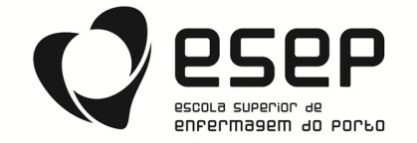 esep
escola superior de
enfermagem do porto